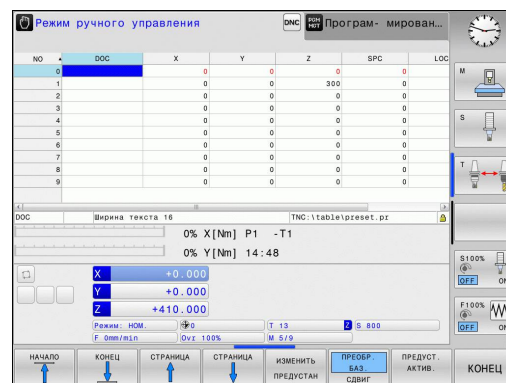 Режим ручного управления DNC PGM MGT Програм- мирован...
NO DOC X Y Z SPC LOC
0 0 0 0 0
1 0 0 300 0
2 0 0 0 0
3 0 0 0 0
4 0 0 0 0
5 0 0 0 0
6 0 0 0 0
7 0 0 0 0
8 0 0 0 0
9 0 0 0 0
DOC Ширина текста 16 TNC:\table\preset.pr
0% X[Nm] P1 -T1
0% Y[Nm] 14:48
X +0.000
Y +0.000
Z +410.000
Режим: НОМ. 0 T 13 Z S 800
F 0mm/min Ovr 100% M 5/9
M
S
T
S100%
OFF ON
F100%
OFF ON
НАЧАЛО
КОНЕЦ
СТРАНИЦА
СТРАНИЦА
ИЗМЕНИТЬ
ПРЕДУСТАН
ПРЕОБР.
БАЗ.
СДВИГ
ПРЕДУСТ.
АКТИВ.
КОНЕЦ